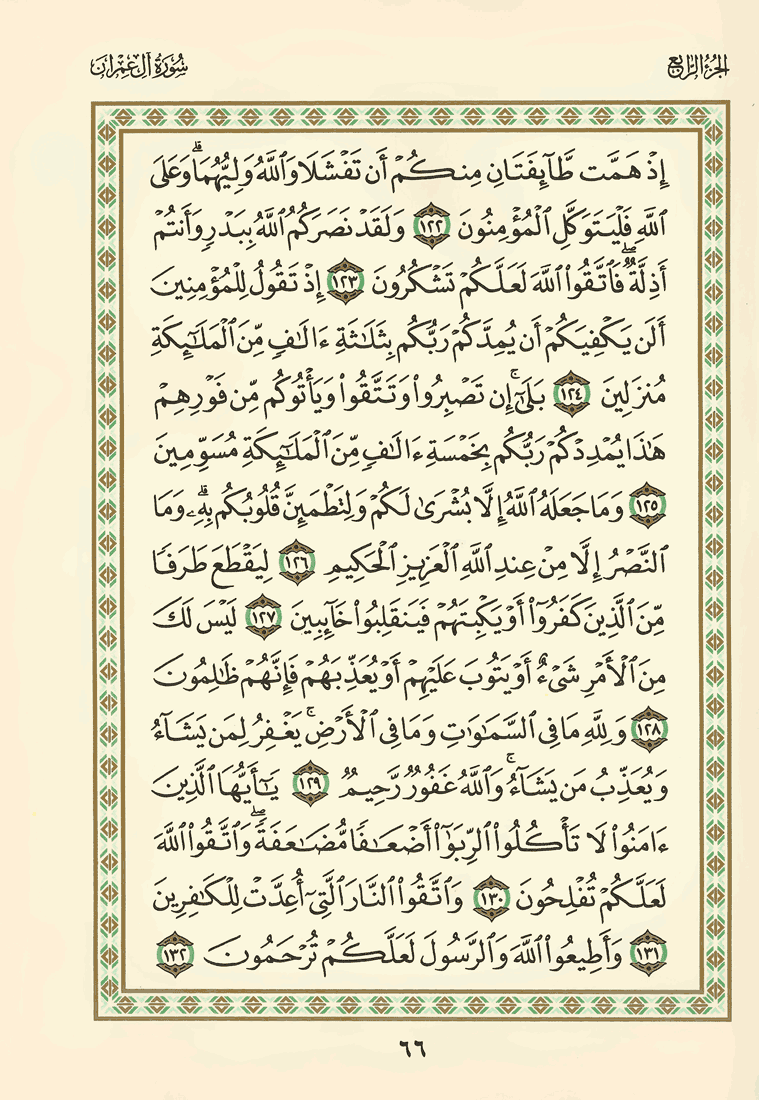 الجزء الرابع
سورة آل عمران
إِذْ هَمَّت طَّآئِفَتَانِ مِنكُمْ أَن تَفْشَلَا وَٱللَّهُ وَلِيُّهُمَاۗ وَعَلَى
ٱللَّهِ فَلْيَتَوَكَّلِ ٱلْمُؤْمِنُونَ ١٢٢ وَلَقَدْ نَصَرَكُمُ ٱللَّهُ بِبَدْرٍ وَأَنتُمْ
أَذِلَّةٌۖ فَٱتَّقُوا۟ ٱللَّهَ لَعَلَّكُمْ تَشْكُرُونَ ١٢٣ إِذْ تَقُولُ لِلْمُؤْمِنِينَ
أَلَن يَكْفِيَكُمْ أَن يُمِدَّكُمْ رَبُّكُم بِثَلَـٰثَةِ ءَالَـٰفٍ مِّنَ ٱلْمَلَـٰٓئِكَةِ
مُنزَلِينَ ١٢٤ بَلَىٰٓۚ إِن تَصْبِرُوا۟ وَتَتَّقُوا۟ وَيَأْتُوكُم مِّن فَوْرِهِمْ
هَـٰذَا يُمْدِدْكُمْ رَبُّكُم بِخَمْسَةِ ءَالَـٰفٍ مِّنَ ٱلْمَلَـٰٓئِكَةِ مُسَوِّمِينَ
١٢٥ وَمَا جَعَلَهُ ٱللَّهُ إِلَّا بُشْرَىٰ لَكُمْ وَلِتَطْمَئِنَّ قُلُوبُكُم بِهِۦۗ وَمَا
ٱلنَّصْرُ إِلَّا مِنْ عِندِ ٱللَّهِ ٱلْعَزِيزِ ٱلْحَكِيمِ ١٢٦ لِيَقْطَعَ طَرَفًا
مِّنَ ٱلَّذِينَ كَفَرُوٓا۟ أَوْ يَكْبِتَهُمْ فَيَنقَلِبُوا۟ خَآئِبِينَ ١٢٧ لَيْسَ لَكَ
مِنَ ٱلْأَمْرِ شَىْءٌ أَوْ يَتُوبَ عَلَيْهِمْ أَوْ يُعَذِّبَهُمْ فَإِنَّهُمْ ظَـٰلِمُونَ
١٢٨ وَلِلَّهِ مَا فِى ٱلسَّمَـٰوَٰتِ وَمَا فِى ٱلْأَرْضِۚ يَغْفِرُ لِمَن يَشَآءُ
وَيُعَذِّبُ مَن يَشَآءُۚ وَٱللَّهُ غَفُورٌ رَّحِيمٌ ١٢٩ يَـٰٓأَيُّهَا ٱلَّذِينَ
ءَامَنُوا۟ لَا تَأْكُلُوا۟ ٱلرِّبَوٰٓا۟ أَضْعَـٰفًا مُّضَـٰعَفَةًۖ وَٱتَّقُوا۟ ٱللَّهَ
لَعَلَّكُمْ تُفْلِحُونَ ١٣٠ وَٱتَّقُوا۟ ٱلنَّارَ ٱلَّتِىٓ أُعِدَّتْ لِلْكَـٰفِرِينَ
١٣١ وَأَطِيعُوا۟ ٱللَّهَ وَٱلرَّسُولَ لَعَلَّكُمْ تُرْحَمُونَ ١٣٢
٦٦